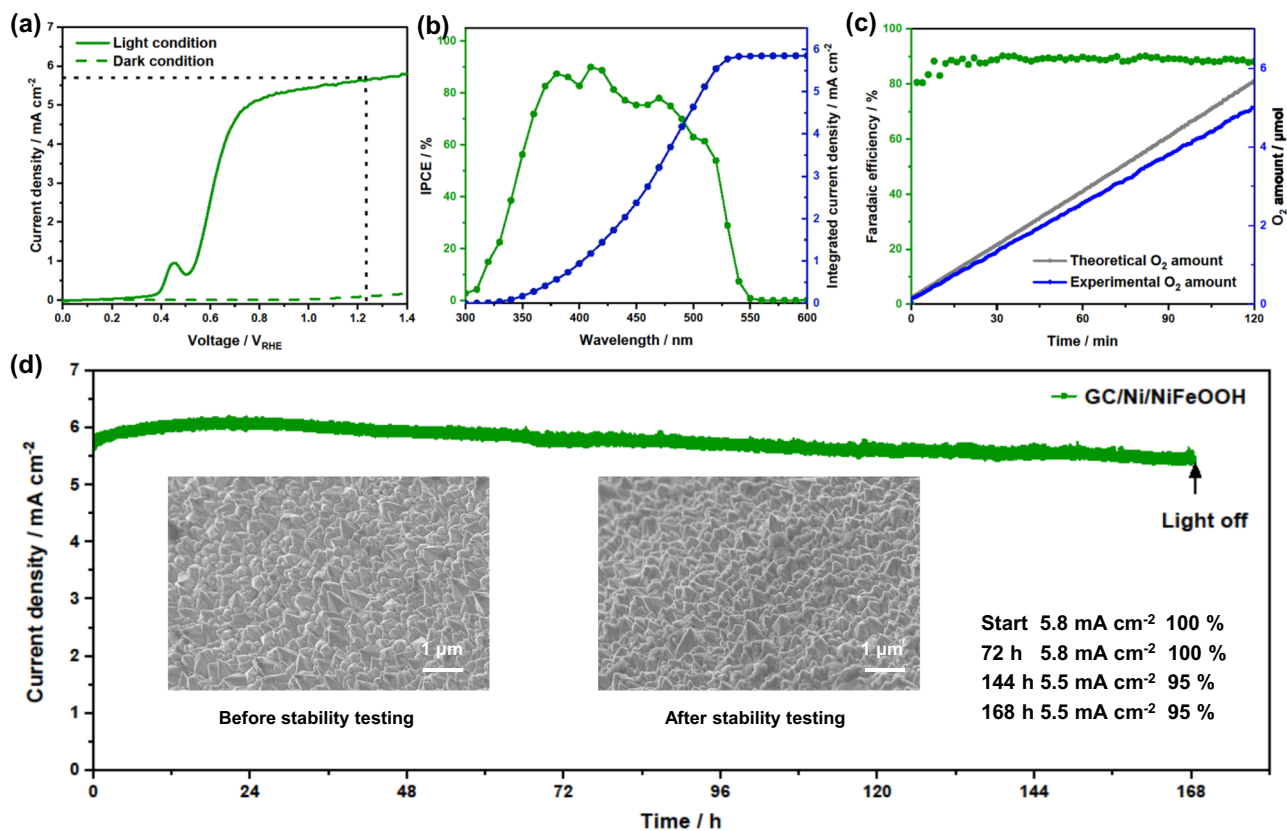 (a)
Light condition
Dark condition
Current density / mA cm-2
7
6
5
4
3
2
1
0
0.0 0.2 0.4 0.6 0.8 1.0 1.2 1.4
Voltage / VRHE
(b)
IPCE / %
100
80
60
40
20
0
Integrated current density / mA cm-2
6
5
4
3
2
1
0
300 350 400 450 500 550 600
Wavelength / nm
(c)
Faradaic efficiency / %
100
80
60
40
20
0
O2 amount / µmol
6
4
2
0
Theoretical O2 amount
Experimental O2 amount
0 30 60 90 120
Time / min
(d)
Current density / mA cm-2
7
6
5
4
3
2
1
0
GC/Ni/NiFeOOH
Light off
1 µm
1 µm
Before stability testing
After stability testing
Start 5.8 mA cm-2 100 %
72 h 5.8 mA cm-2 100 %
144 h 5.5 mA cm-2 95 %
168 h 5.5 mA cm-2 95 %
0 24 48 72 96 120 144 168
Time / h